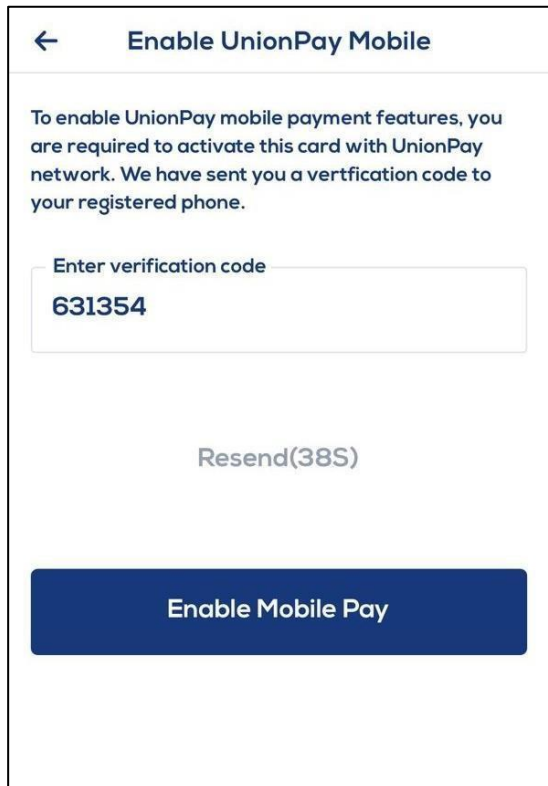 Enable UnionPay Mobile
To enable UnionPay mobile payment features, you
are required to activate this card with UnionPay
network. We have sent you a vertfication code to
your registered phone.
Enter verification code
631354
Resend(38S)
Enable Mobile Pay